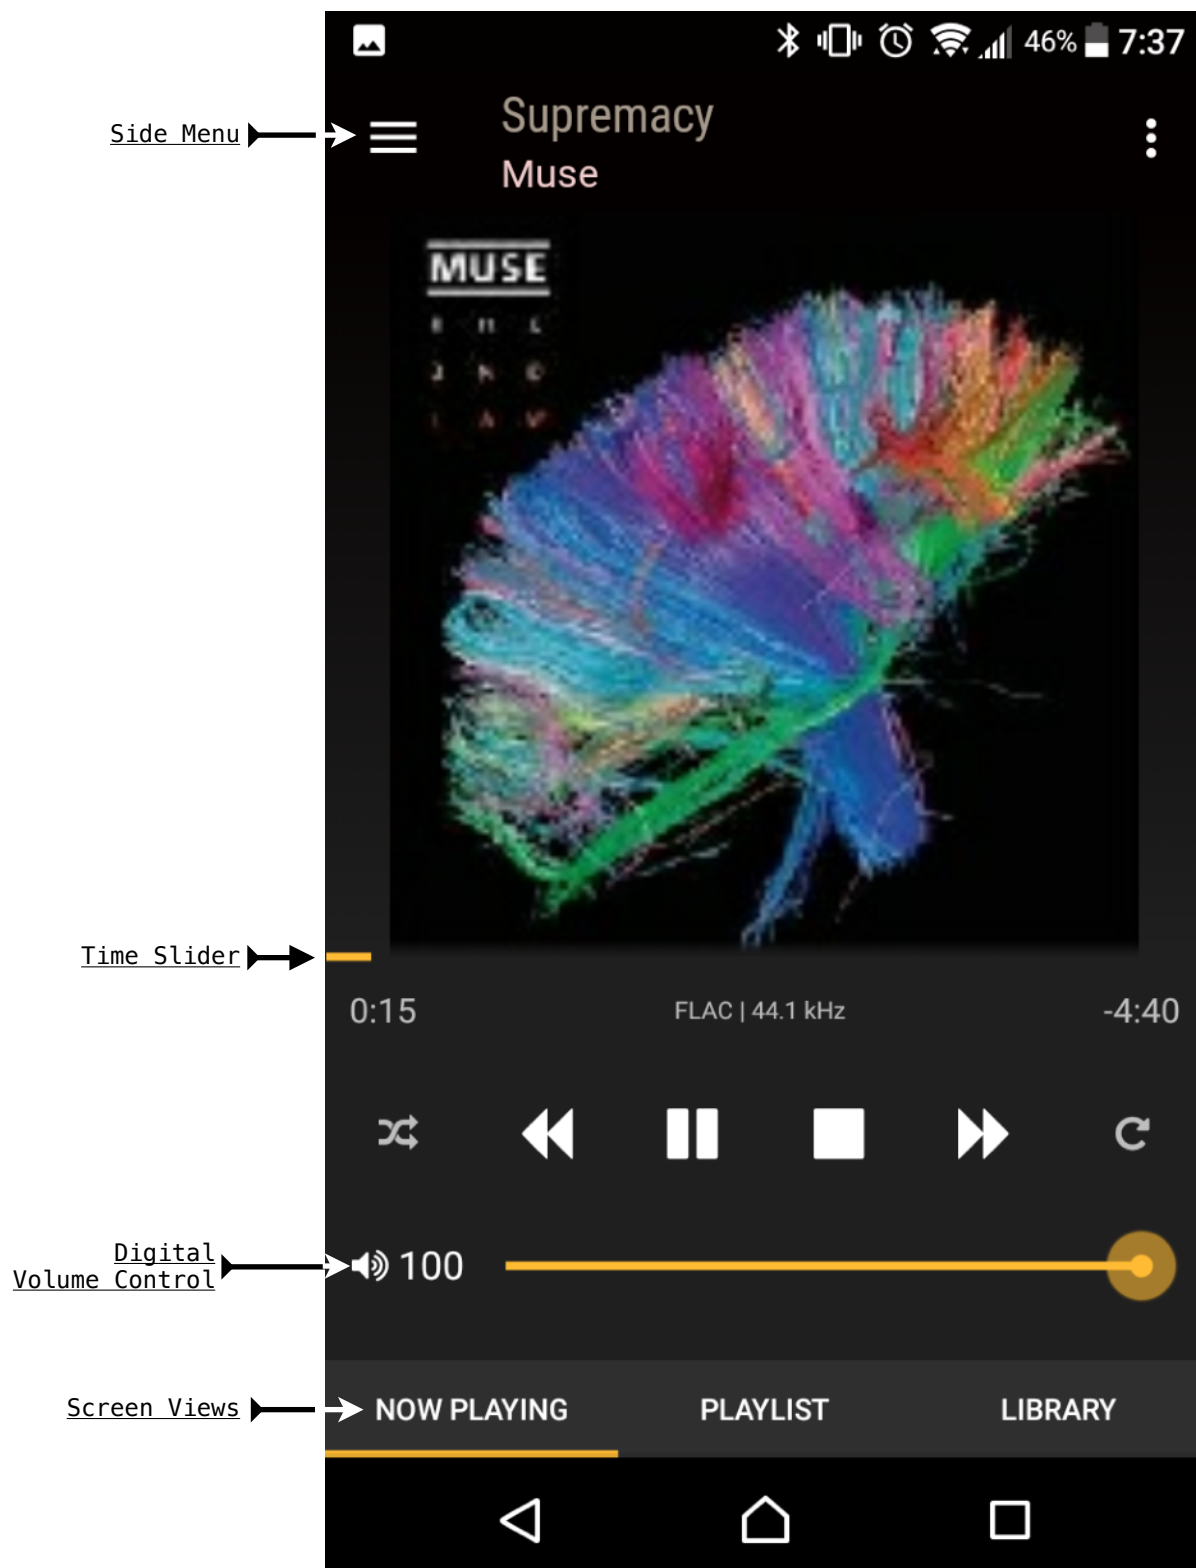 46% 7:37
Side Menu
Supremacy
Muse
MUSE
Time Slider
0:15 FLAC | 44.1 kHz -4:40
Digital
Volume Control
100
Screen Views
NOW PLAYING PLAYLIST LIBRARY